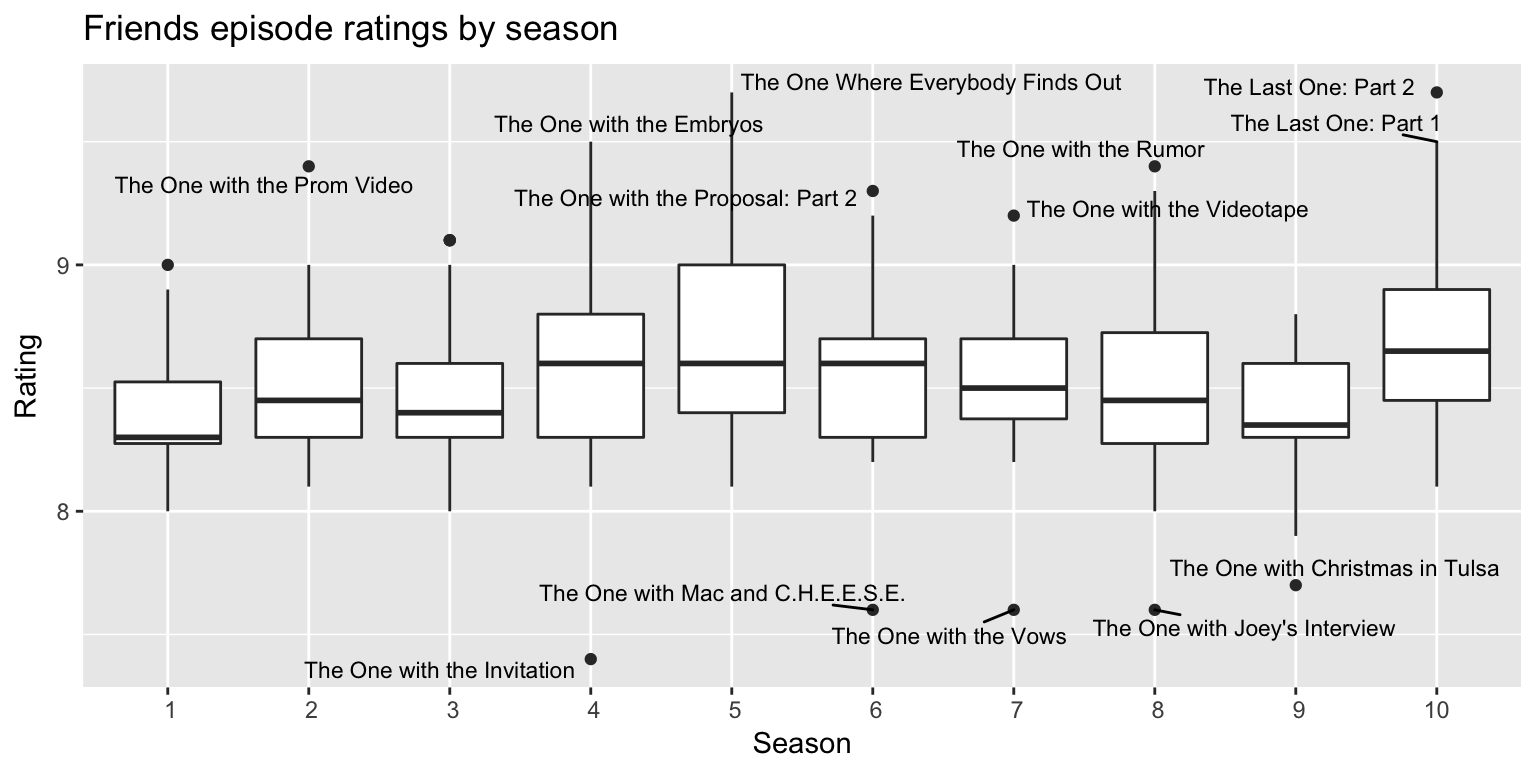 Friends episode ratings by season
The One Where Everybody Finds Out
The Last One: Part 2
The One with the Embryos
The Last One: Part 1
The One with the Rumor
The One with the Prom Video
The One with the Proposal: Part 2
The One with the Videotape
9
Rating
8
The One with Christmas in Tulsa
The One with Mac and C.H.E.E.S.E.
The One with the Vows
The One with Joey's Interview
The One with the Invitation
1 2 3 4 5 6 7 8 9 10
Season